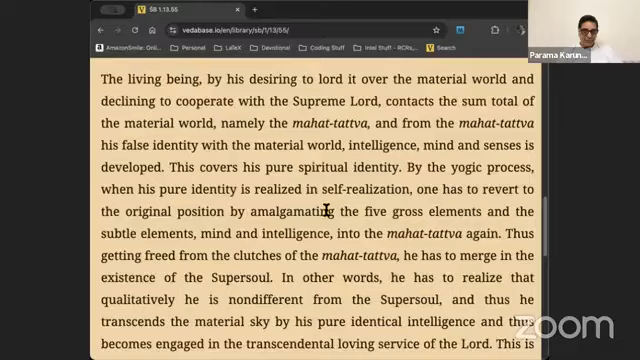 ŚB 1.13.55
vedabase.io/en/library/sb/1/13/55/
AmazonSmile: Onli...
Personal
LaTeX
Devotional
Coding Stuff
Intel Stuff - RCRs,...
Search
Parama Karun...
The living being, by his desiring to lord it over the material world and
declining to cooperate with the Supreme Lord, contacts the sum total of
the material world, namely the mahat-tattva, and from the mahat-tattva
his false identity with the material world, intelligence, mind and senses is
developed. This covers his pure spiritual identity. By the yogic process,
when his pure identity is realized in self-realization, one has to revert to
the original position by amalgamating the five gross elements and the
subtle elements, mind and intelligence, into the mahat-tattva again. Thus
getting freed from the clutches of the mahat-tattva, he has to merge in the
existence of the Supersoul. In other words, he has to realize that
qualitatively he is nondifferent from the Supersoul, and thus he
transcends the material sky by his pure identical intelligence and thus
becomes engaged in the transcendental loving service of the Lord. This is
zoom